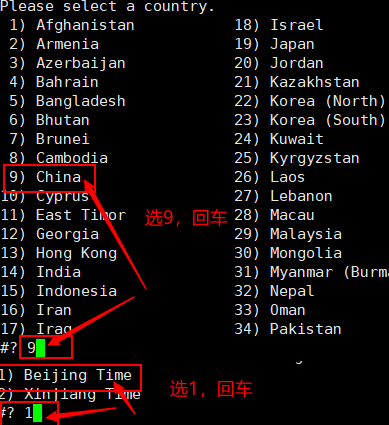 Please select a country.
1) Afghanistan 18) Israel
2) Armenia 19) Japan
3) Azerbaijan 20) Jordan
4) Bahrain 21) Kazakhstan
5) Bangladesh 22) Korea (North)
6) Bhutan 23) Korea (South)
7) Brunei 24) Kuwait
8) Cambodia 25) Kyrgyzstan
9) China 26) Laos
10) Cyprus 27) Lebanon
11) East Timor 28) Macau
选9，回车
12) Georgia 29) Malaysia
13) Hong Kong 30) Mongolia
14) India 31) Myanmar (Burma
15) Indonesia 32) Nepal
16) Iran 33) Oman
17) Iraq 34) Pakistan
#? 9
1) Beijing Time
2) Xinjiang Time
选1，回车
#? 1